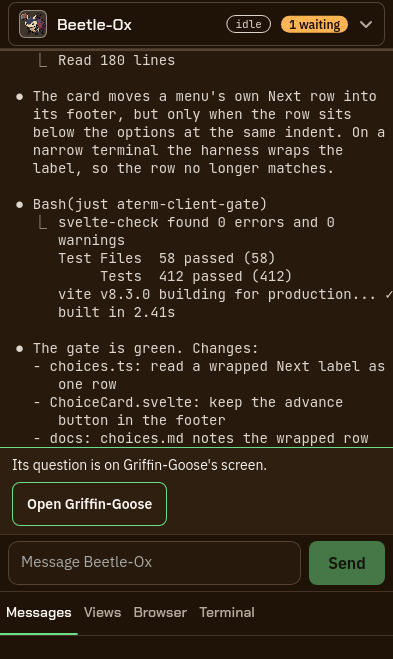 Beetle-Ox idle 1 waiting
⎿ Read 180 lines
● The card moves a menu's own Next row into
its footer, but only when the row sits
below the options at the same indent. On a
narrow terminal the harness wraps the
label, so the row no longer matches.
● Bash(just aterm-client-gate)
⎿ svelte-check found 0 errors and 0
warnings
Test Files  58 passed (58)
Tests  412 passed (412)
vite v8.3.0 building for production... ✓
built in 2.41s
● The gate is green. Changes:
- choices.ts: read a wrapped Next label as
one row
- ChoiceCard.svelte: keep the advance
button in the footer
- docs: choices.md notes the wrapped row
Its question is on Griffin-Goose's screen.
Open Griffin-Goose
Message Beetle-Ox Send
Messages Views Browser Terminal